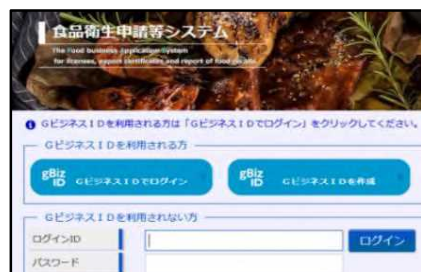 食品衛生申請等システム
The Food business Application System
for licenses, export certificates and report of food recalls
GビジネスIDを利用される方は「GビジネスIDでログイン」をクリックしてください。
GビジネスIDを利用される方
gBiz ID GビジネスIDでログイン
gBiz ID GビジネスIDを作成
GビジネスIDを利用されない方
ログインID
ログイン
パスワード